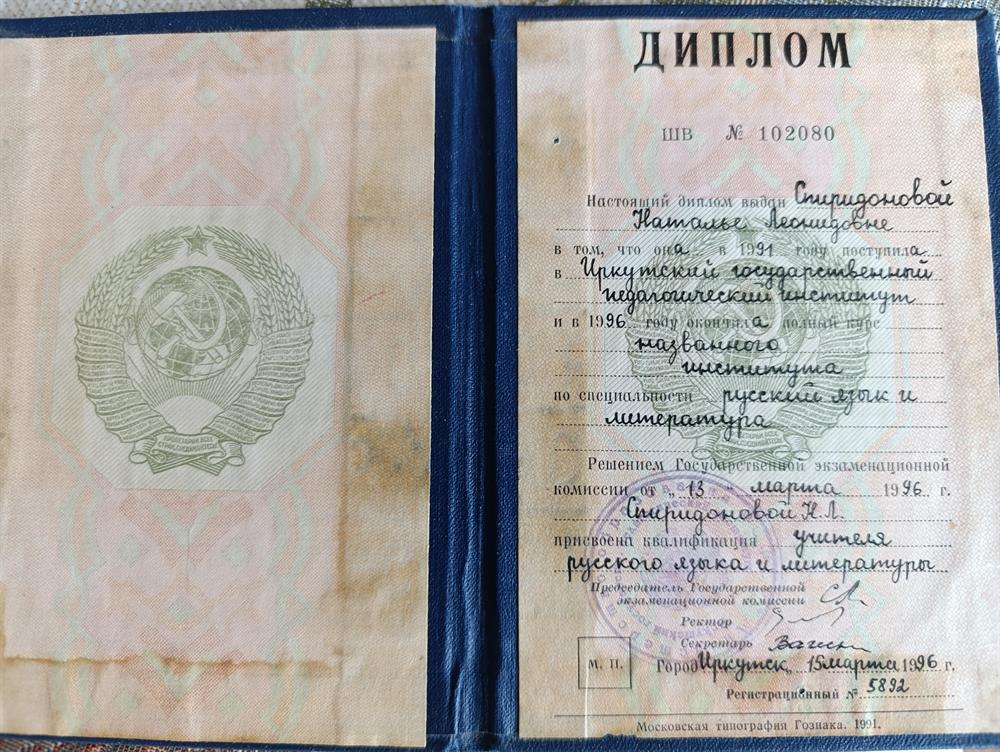 ДИПЛОМ
ШВ № 102080
Настоящий диплом выдан Спиридоновой
Наталье Леонидовне
в том, что она в 1991 году поступила
в Иркутский государственный
педагогический институт
и в 1996 году окончила полный курс
названного
института
по специальности русский язык и
литература
Решением Государственной экзаменационной
комиссии от „13" марта 1996 г.
Спиридоновой Н.Л.
присвоена квалификация учителя
русского языка и литературы
Председатель Государственной
экзаменационной комиссии
Ректор
Секретарь
М. П.
Город Иркутск, 15 марта 1996 г.
Регистрационный № 5892
Московская типография Гознака. 1991.